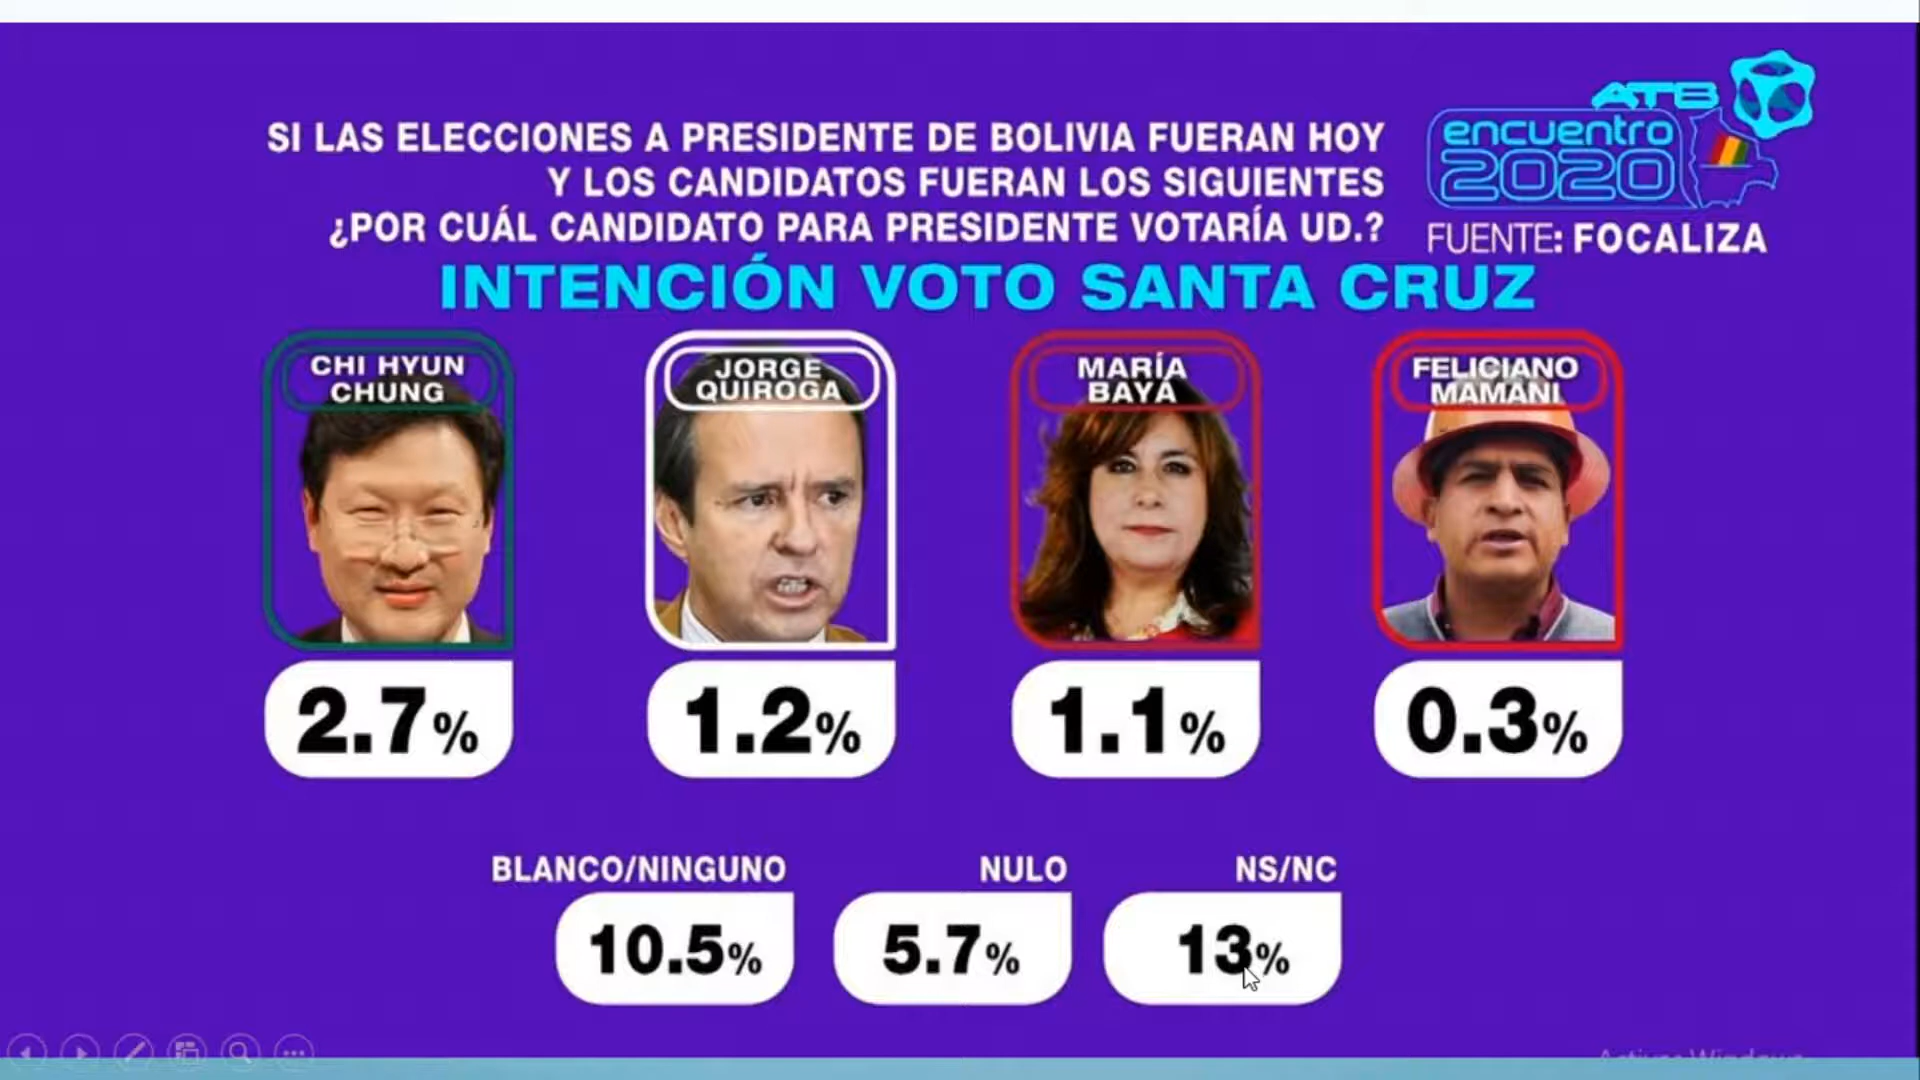 ATB
encuentro
2020
SI LAS ELECCIONES A PRESIDENTE DE BOLIVIA FUERAN HOY
Y LOS CANDIDATOS FUERAN LOS SIGUIENTES
¿POR CUÁL CANDIDATO PARA PRESIDENTE VOTARÍA UD.?
FUENTE: FOCALIZA
INTENCIÓN VOTO SANTA CRUZ
CHI HYUN
CHUNG
JORGE
QUIROGA
MARÍA
BAYÁ
FELICIANO
MAMANI
2.7%
1.2%
1.1%
0.3%
BLANCO/NINGUNO
NULO
NS/NC
10.5%
5.7%
13%